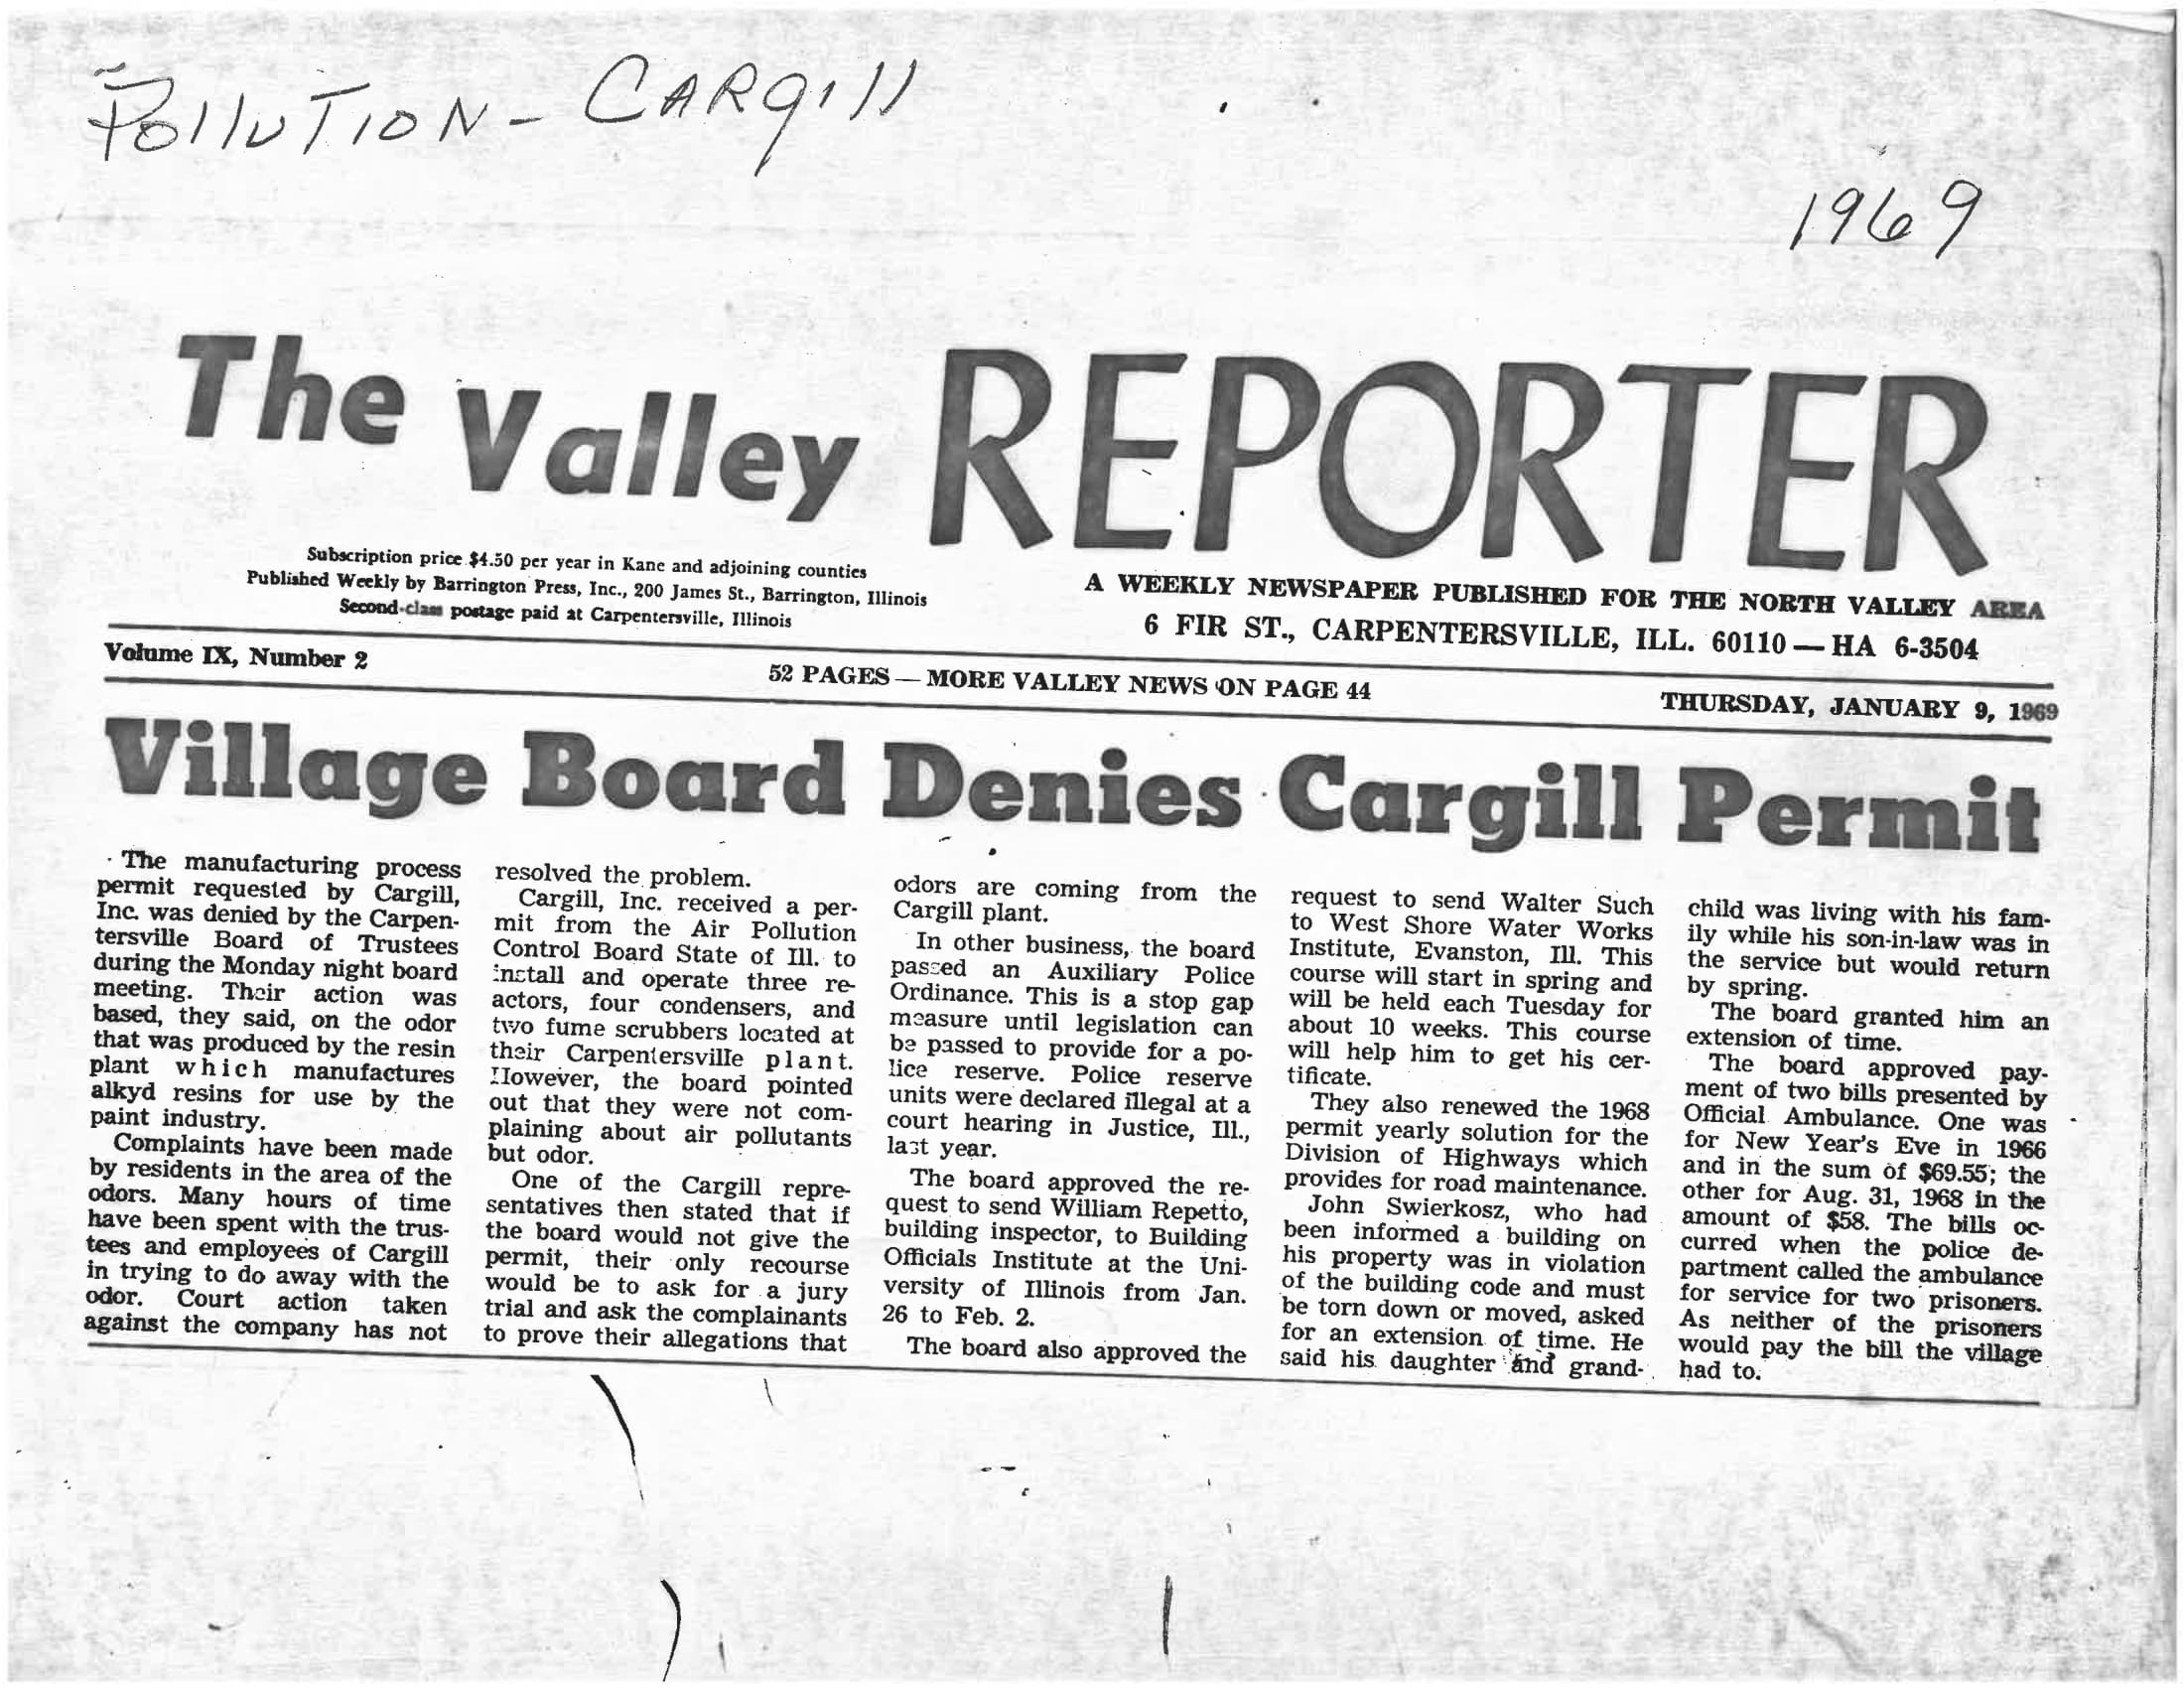 Pollution - Cargill
1969
The Valley REPORTER
Subscription price $4.50 per year in Kane and adjoining counties
Published Weekly by Barrington Press, Inc., 200 James St., Barrington, Illinois
Second-class postage paid at Carpentersville, Illinois
A WEEKLY NEWSPAPER PUBLISHED FOR THE NORTH VALLEY AREA
6 FIR ST., CARPENTERSVILLE, ILL. 60110 — HA 6-3504
Volume IX, Number 2
52 PAGES — MORE VALLEY NEWS ON PAGE 44
THURSDAY, JANUARY 9, 1969
Village Board Denies Cargill Permit
The manufacturing process
permit requested by Cargill,
Inc. was denied by the Carpen-
tersville Board of Trustees
during the Monday night board
meeting. Their action was
based, they said, on the odor
that was produced by the resin
plant which manufactures
alkyd resins for use by the
paint industry.
Complaints have been made
by residents in the area of the
odors. Many hours of time
have been spent with the trus-
tees and employees of Cargill
in trying to do away with the
odor. Court action taken
against the company has not
resolved the problem.
Cargill, Inc. received a per-
mit from the Air Pollution
Control Board State of Ill. to
install and operate three re-
actors, four condensers, and
two fume scrubbers located at
their Carpentersville plant.
However, the board pointed
out that they were not com-
plaining about air pollutants
but odor.
One of the Cargill repre-
sentatives then stated that if
the board would not give the
permit, their only recourse
would be to ask for a jury
trial and ask the complainants
to prove their allegations that
odors are coming from the
Cargill plant.
In other business, the board
passed an Auxiliary Police
Ordinance. This is a stop gap
measure until legislation can
be passed to provide for a po-
lice reserve. Police reserve
units were declared illegal at a
court hearing in Justice, Ill.,
last year.
The board approved the re-
quest to send William Repetto,
building inspector, to Building
Officials Institute at the Uni-
versity of Illinois from Jan.
26 to Feb. 2.
The board also approved the
request to send Walter Such
to West Shore Water Works
Institute, Evanston, Ill. This
course will start in spring and
will be held each Tuesday for
about 10 weeks. This course
will help him to get his cer-
tificate.
They also renewed the 1968
permit yearly solution for the
Division of Highways which
provides for road maintenance.
John Swierkosz, who had
been informed a building on
his property was in violation
of the building code and must
be torn down or moved, asked
for an extension of time. He
said his daughter and grand-
child was living with his fam-
ily while his son-in-law was in
the service but would return
by spring.
The board granted him an
extension of time.
The board approved pay-
ment of two bills presented by
Official Ambulance. One was
for New Year's Eve in 1966
and in the sum of $69.55; the
other for Aug. 31, 1968 in the
amount of $58. The bills oc-
curred when the police de-
partment called the ambulance
for service for two prisoners.
As neither of the prisoners
would pay the bill the village
had to.